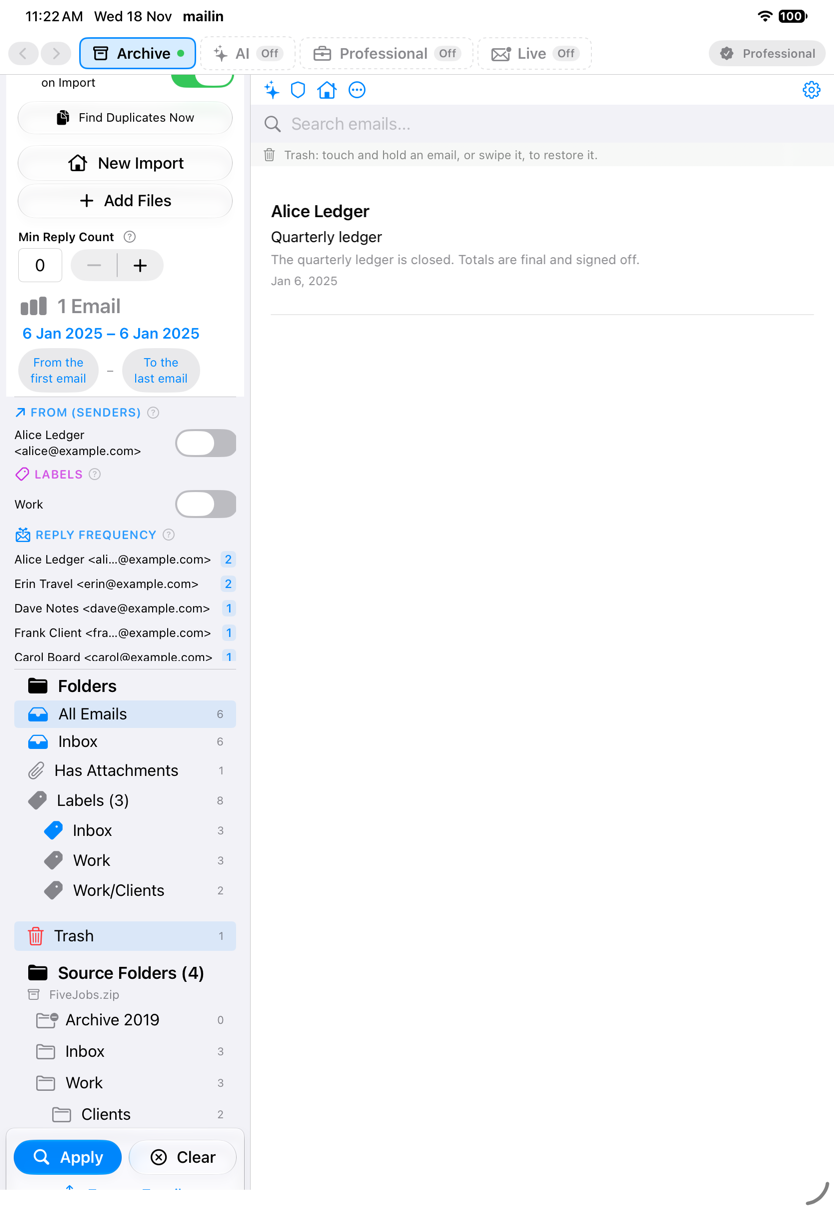 11:22 AM Wed 18 Nov mailin 100
Archive AI Off Professional Off Live Off Professional
on Import
Find Duplicates Now
New Import
Add Files
Min Reply Count ?
0
1 Email
6 Jan 2025 – 6 Jan 2025
From the
first email
–
To the
last email
FROM (SENDERS) ?
Alice Ledger
<alice@example.com>
LABELS ?
Work
REPLY FREQUENCY ?
Alice Ledger <ali...@example.com> 2
Erin Travel <erin@example.com> 2
Dave Notes <dave@example.com> 1
Frank Client <fra...@example.com> 1
Carol Board <carol@example.com> 1
Folders
All Emails 6
Inbox 6
Has Attachments 1
Labels (3) 8
Inbox 3
Work 3
Work/Clients 2
Trash 1
Source Folders (4)
FiveJobs.zip
Archive 2019 0
Inbox 3
Work 3
Clients 2
Apply
Clear
Search emails...
Trash: touch and hold an email, or swipe it, to restore it.
Alice Ledger
Quarterly ledger
The quarterly ledger is closed. Totals are final and signed off.
Jan 6, 2025